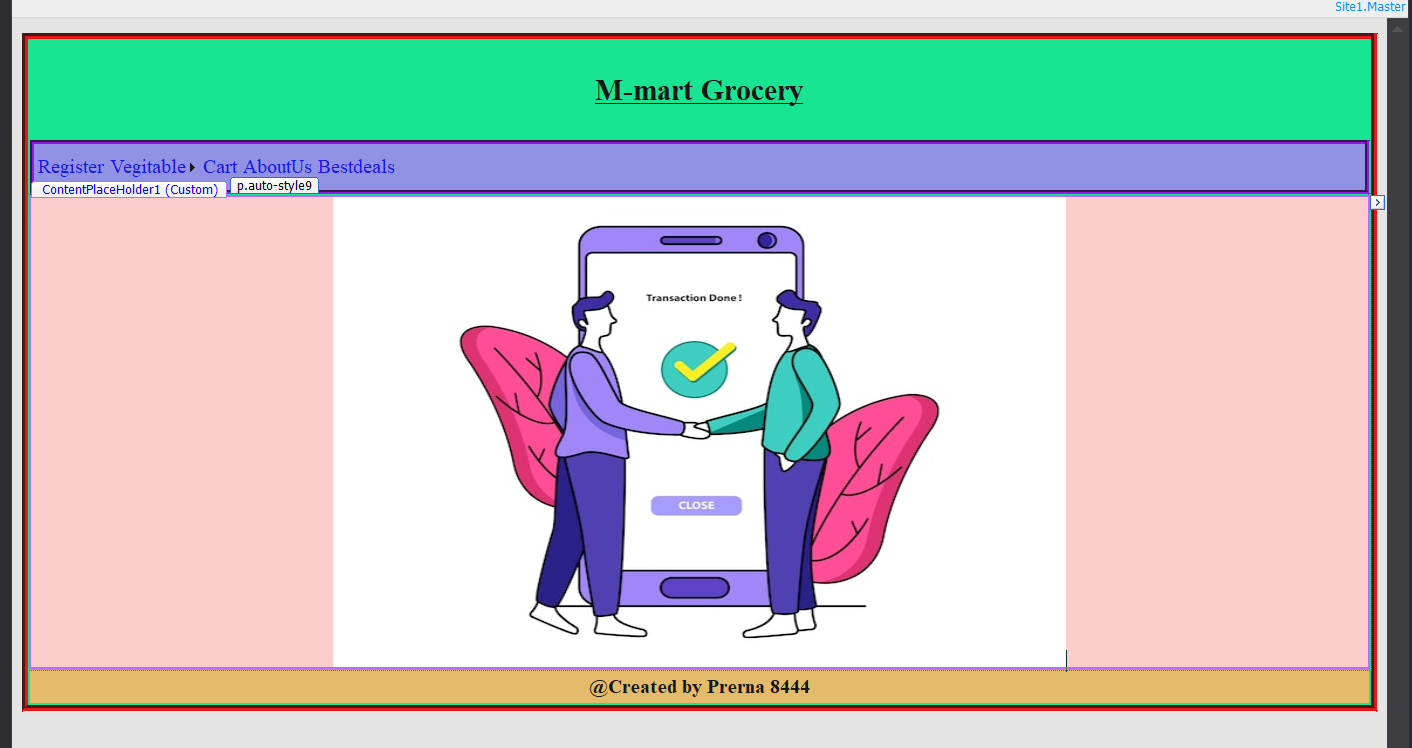 Site1.Master
M-mart Grocery
Register Vegitable Cart AboutUs Bestdeals
ContentPlaceHolder1 (Custom) p.auto-style9
Transaction Done !
CLOSE
@Created by Prerna 8444